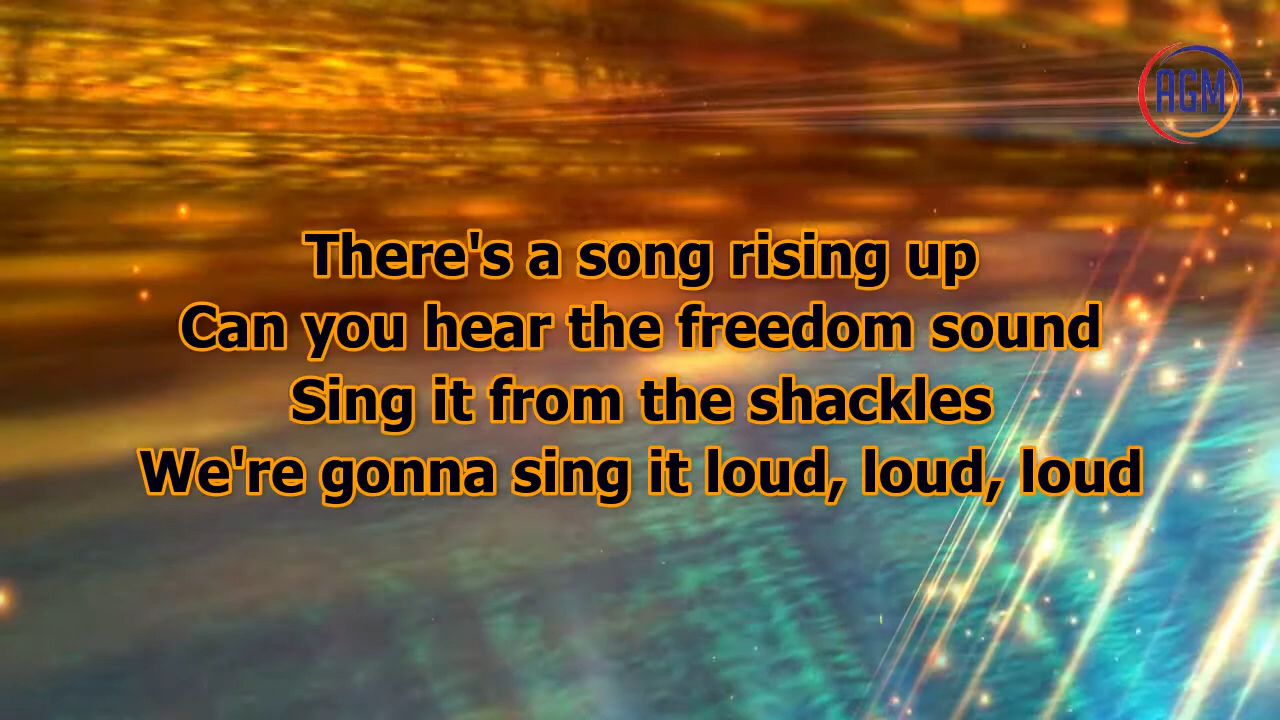 AGM
There's a song rising up
Can you hear the freedom sound
Sing it from the shackles
We're gonna sing it loud, loud, loud